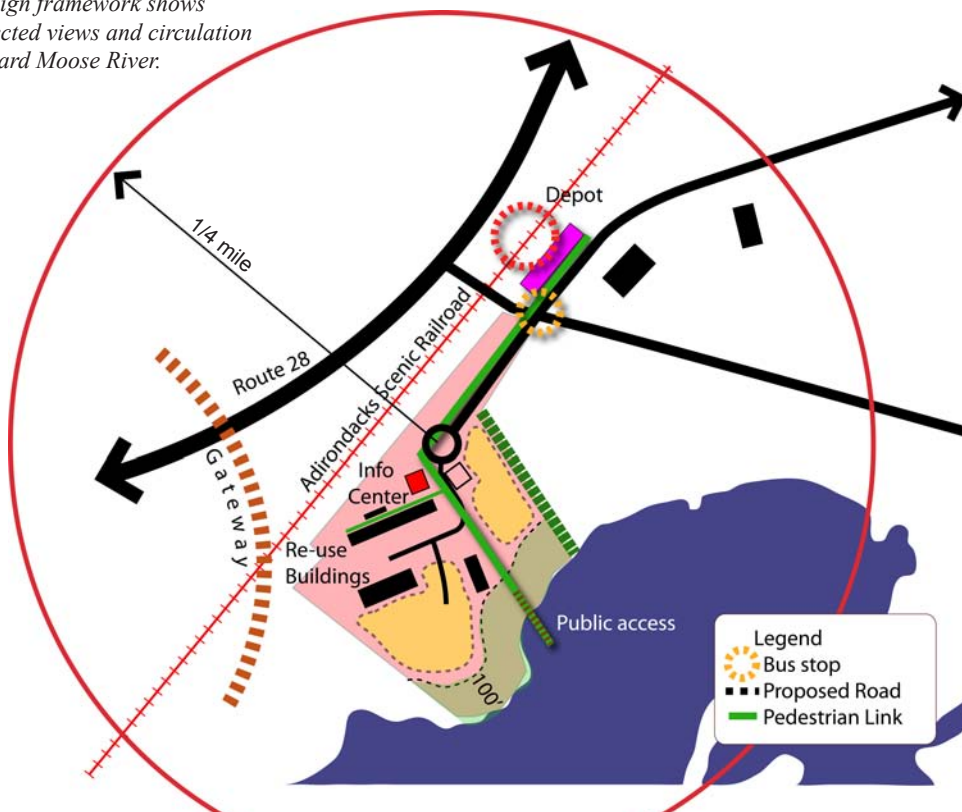 ign framework shows
ected views and circulation
ard Moose River.
Depot
1/4 mile
Route 28
Adirondacks Scenic Railroad
Gateway
Info
Center
Re-use
Buildings
Public access
100'
Legend
Bus stop
Proposed Road
Pedestrian Link